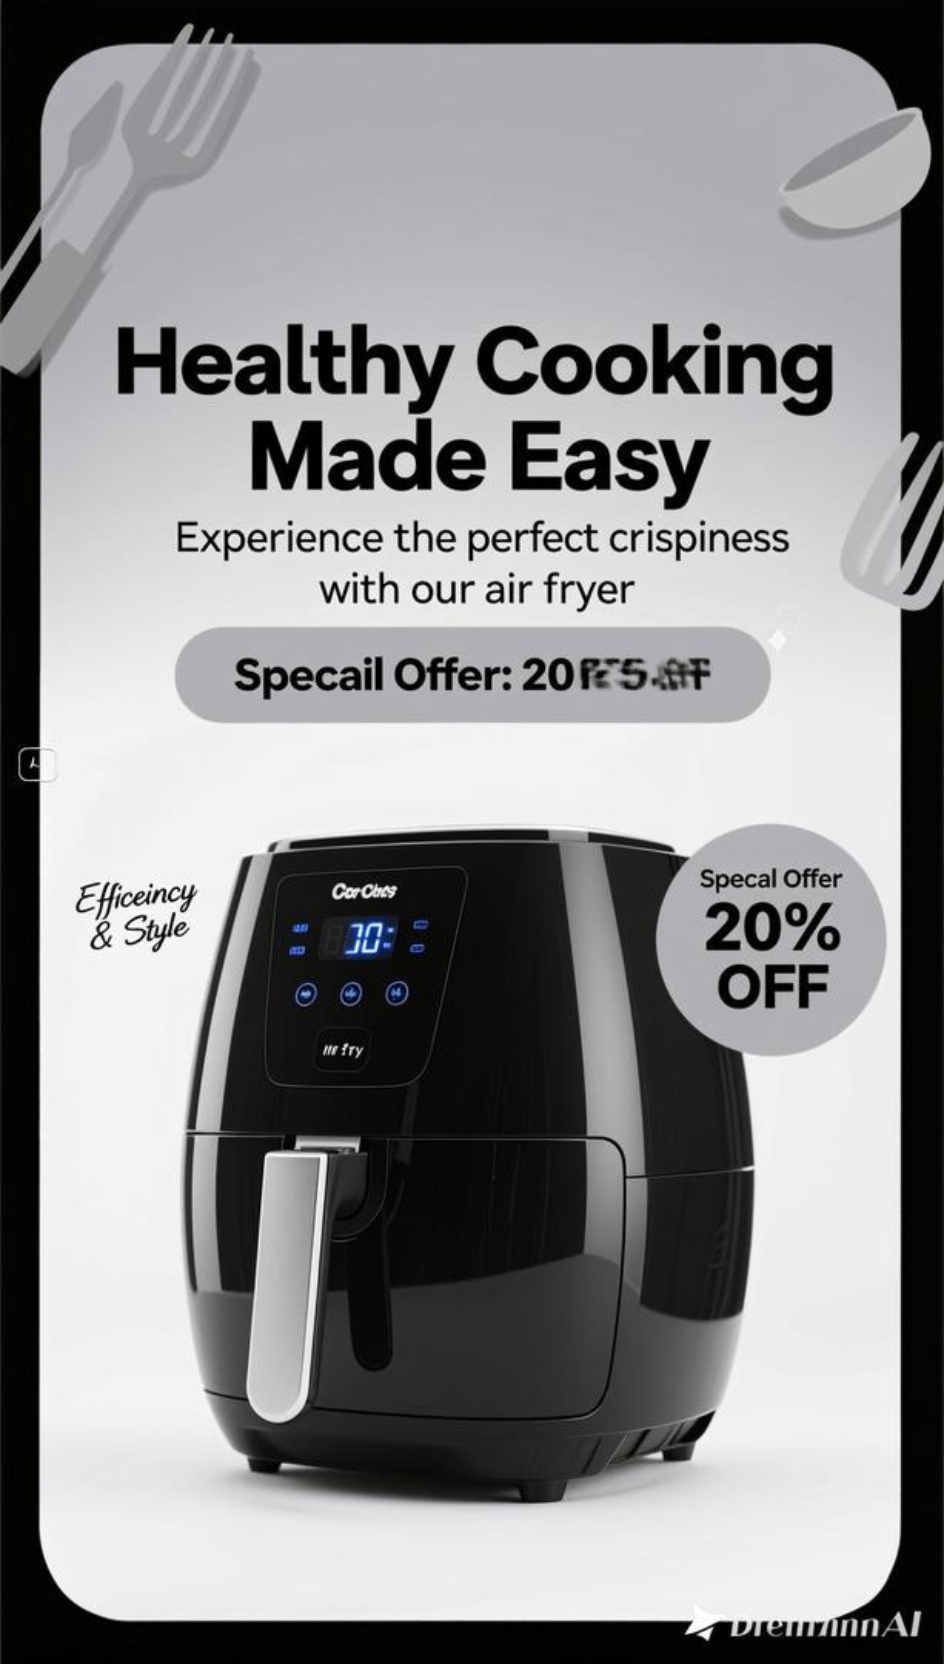 Healthy Cooking
Made Easy
Experience the perfect crispiness
with our air fryer
Specail Offer: 20
Efficeincy
& Style
Specal Offer
20%
OFF
AI